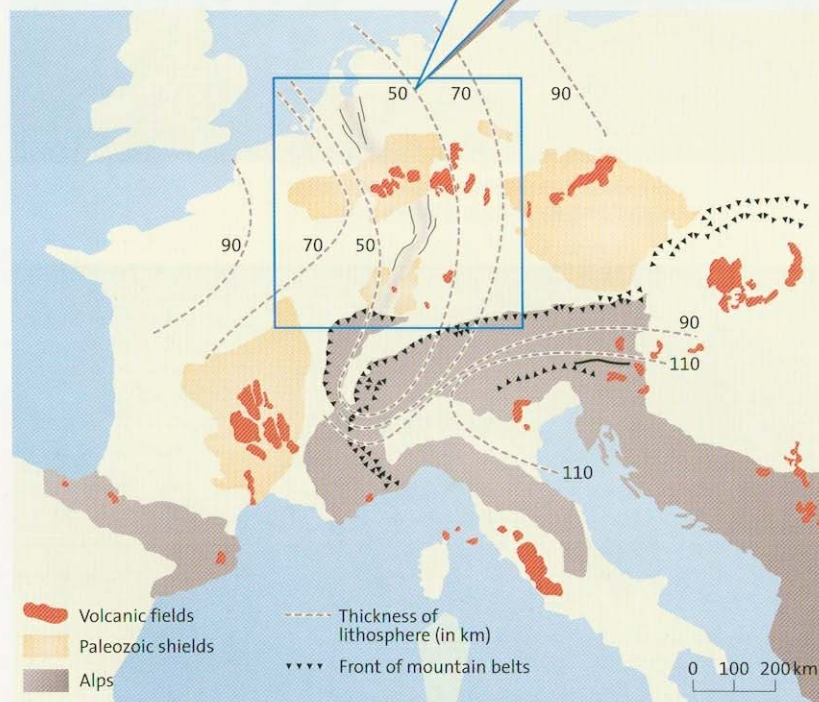 50
70
90
90
70
50
90
110
110
Volcanic fields
Paleozoic shields
Alps
Thickness of
lithosphere (in km)
Front of mountain belts
0 100 200 km